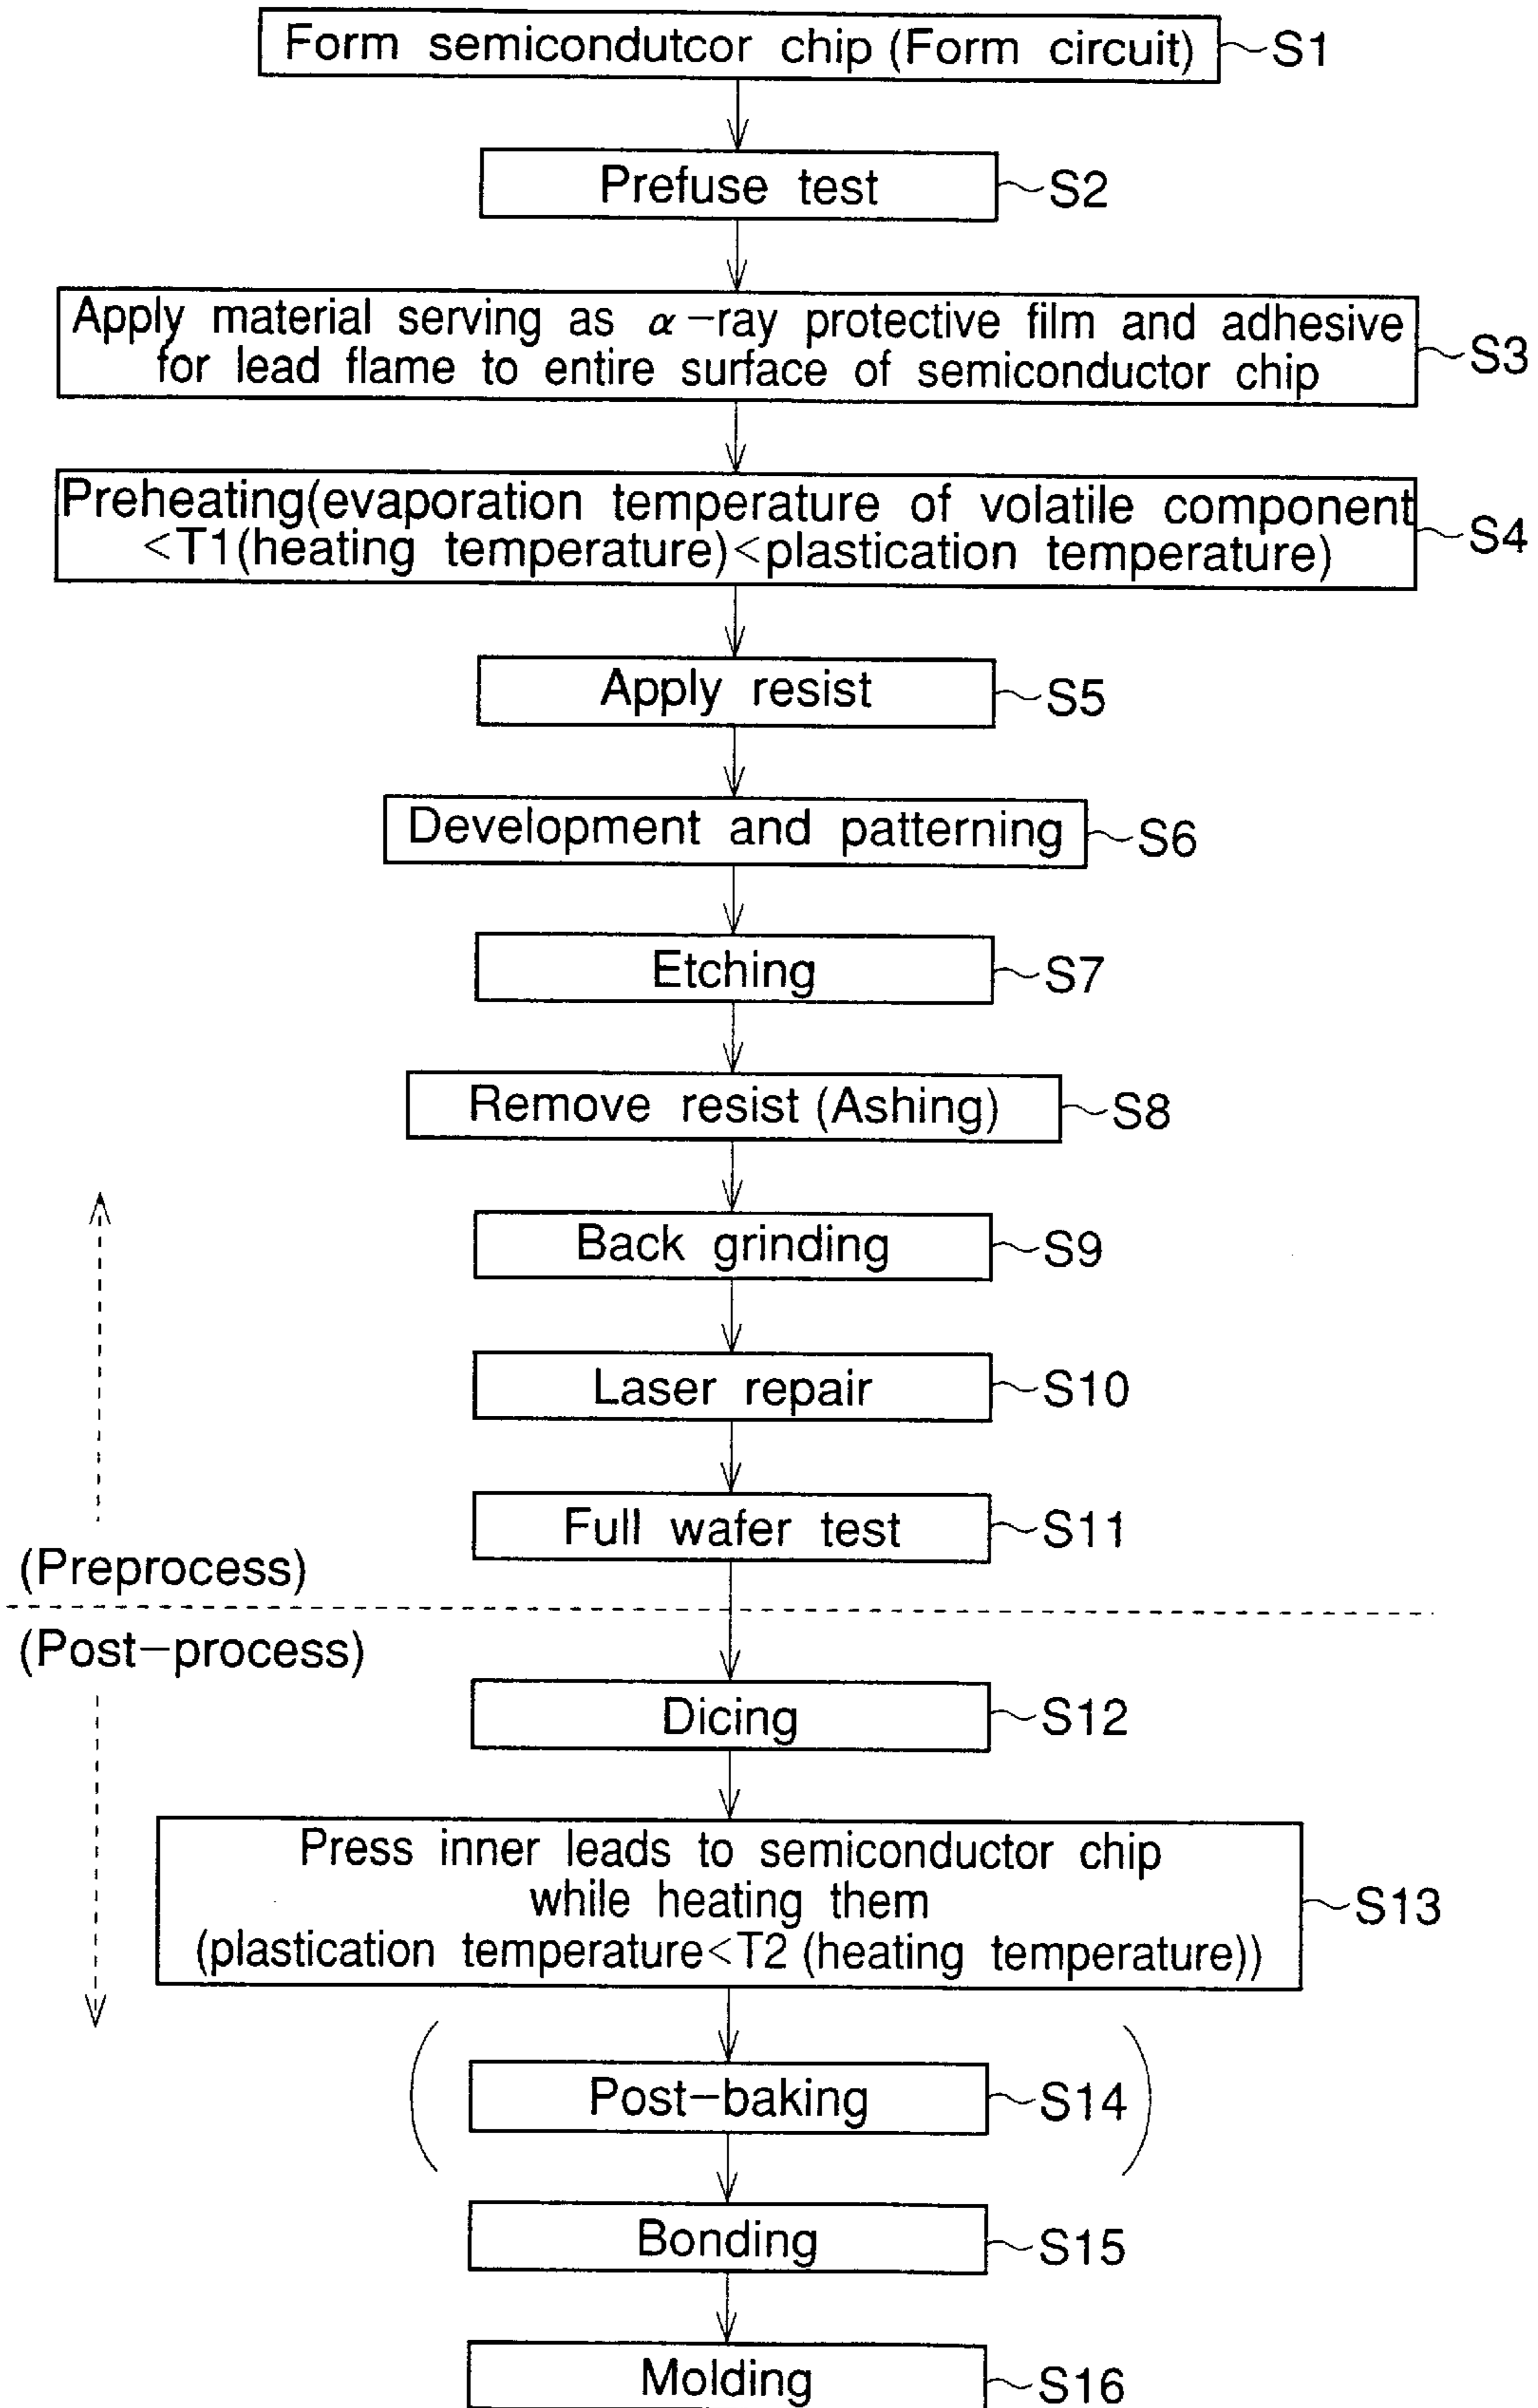 Form semicondutcor chip (Form circuit) S1
Prefuse test S2
Apply material serving as α-ray protective film and adhesive
for lead flame to entire surface of semiconductor chip S3
Preheating(evaporation temperature of volatile component
<T1(heating temperature)<plastication temperature) S4
Apply resist S5
Development and patterning S6
Etching S7
Remove resist (Ashing) S8
Back grinding S9
Laser repair S10
Full wafer test S11
(Preprocess)
(Post-process)
Dicing S12
Press inner leads to semiconductor chip
while heating them S13
(plastication temperature<T2 (heating temperature))
( Post-baking S14 )
Bonding S15
Molding S16